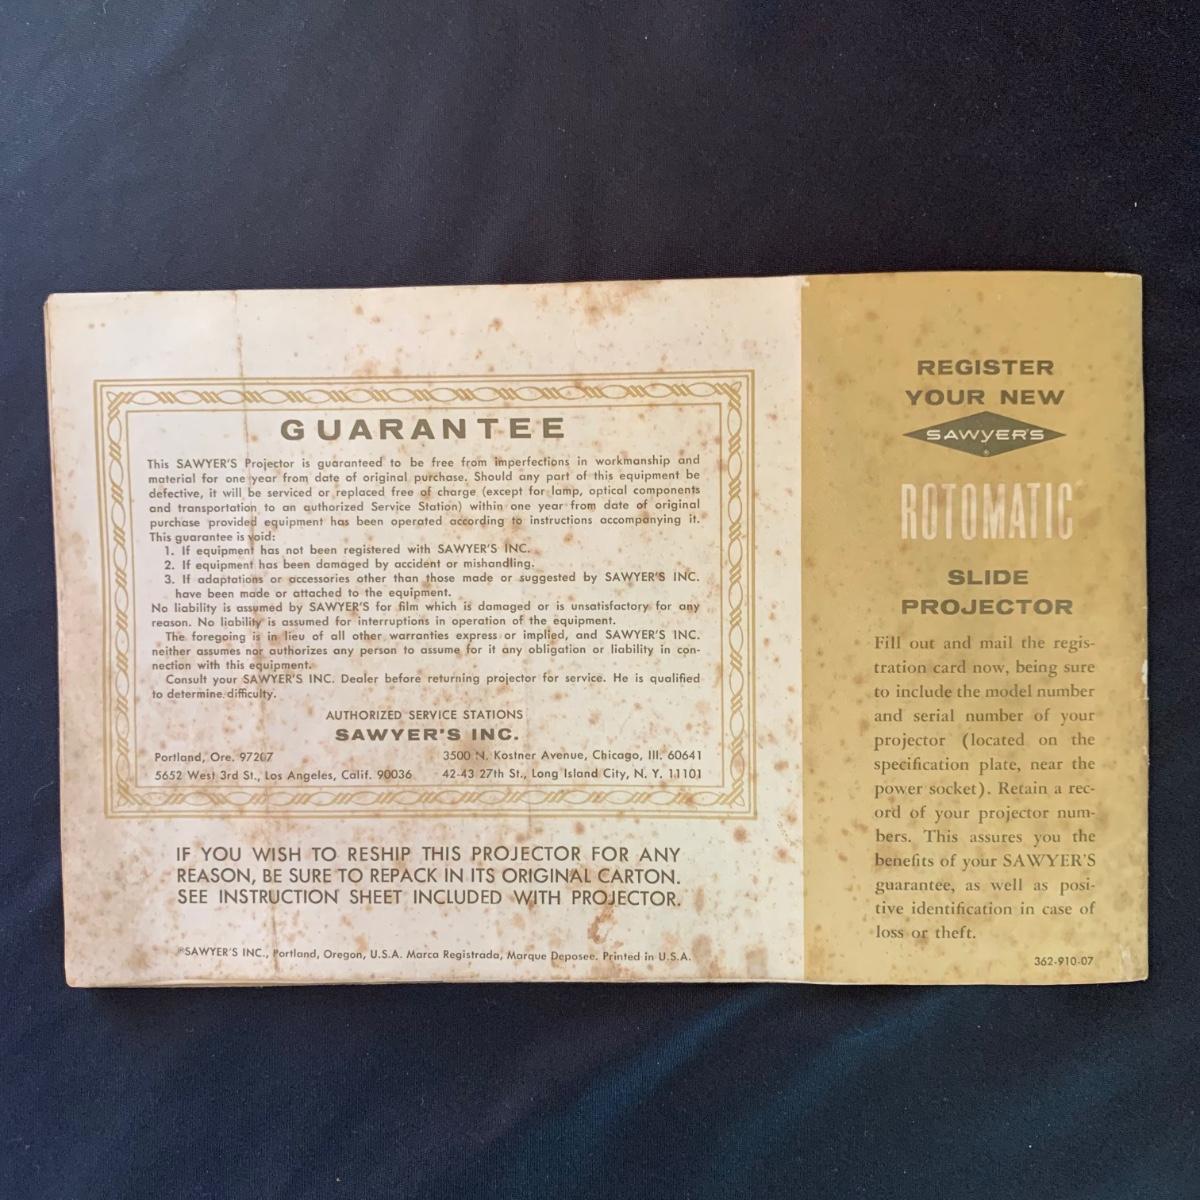 GUARANTEE
This SAWYER'S Projector is guaranteed to be free from imperfections in workmanship and
material for one year from date of original purchase. Should any part of this equipment be
defective, it will be serviced or replaced free of charge (except for lamp, optical components
and transportation to an authorized Service Station) within one year from date of original
purchase provided equipment has been operated according to instructions accompanying it.
This guarantee is void:
1. If equipment has not been registered with SAWYER'S INC.
2. If equipment has been damaged by accident or mishandling.
3. If adaptations or accessories other than those made or suggested by SAWYER'S INC.
have been made or attached to the equipment.
No liability is assumed by SAWYER'S for film which is damaged or is unsatisfactory for any
reason. No liability is assumed for interruptions in operation of the equipment.
The foregoing is in lieu of all other warranties express or implied, and SAWYER'S INC.
neither assumes nor authorizes any person to assume for it any obligation or liability in con-
nection with this equipment.
Consult your SAWYER'S INC. Dealer before returning projector for service. He is qualified
to determine difficulty.
AUTHORIZED SERVICE STATIONS
SAWYER'S INC.
Portland, Ore. 97207 3500 N. Kostner Avenue, Chicago, Ill. 60641
5652 West 3rd St., Los Angeles, Calif. 90036 42-43 27th St., Long Island City, N. Y. 11101
IF YOU WISH TO RESHIP THIS PROJECTOR FOR ANY
REASON, BE SURE TO REPACK IN ITS ORIGINAL CARTON.
SEE INSTRUCTION SHEET INCLUDED WITH PROJECTOR.
®SAWYER'S INC., Portland, Oregon, U.S.A. Marca Registrada, Marque Deposee. Printed in U.S.A.
REGISTER
YOUR NEW
SAWYER'S
®
ROTOMATIC
SLIDE
PROJECTOR
Fill out and mail the regis-
tration card now, being sure
to include the model number
and serial number of your
projector (located on the
specification plate, near the
power socket). Retain a rec-
ord of your projector num-
bers. This assures you the
benefits of your SAWYER'S
guarantee, as well as posi-
tive identification in case of
loss or theft.
362-910-07